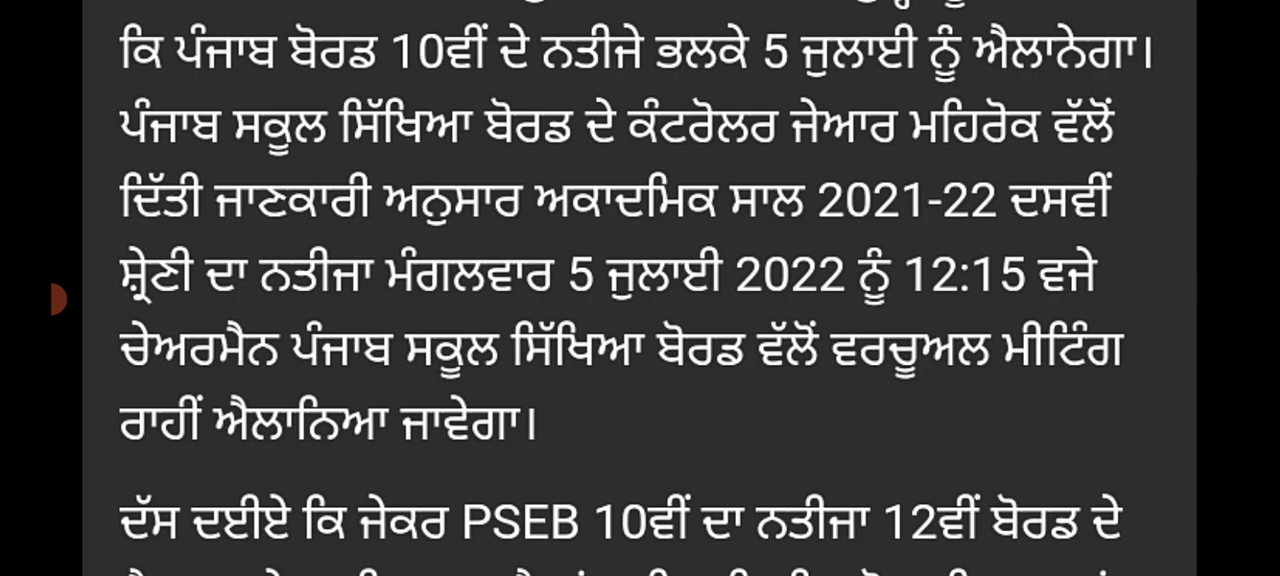 ਕਿ ਪੰਜਾਬ ਬੋਰਡ 10ਵੀਂ ਦੇ ਨਤੀਜੇ ਭਲਕੇ 5 ਜੁਲਾਈ ਨੂੰ ਐਲਾਨੇਗਾ।
ਪੰਜਾਬ ਸਕੂਲ ਸਿੱਖਿਆ ਬੋਰਡ ਦੇ ਕੰਟਰੋਲਰ ਜੇਆਰ ਮਹਿਰੋਕ ਵੱਲੋਂ
ਦਿੱਤੀ ਜਾਣਕਾਰੀ ਅਨੁਸਾਰ ਅਕਾਦਮਿਕ ਸਾਲ 2021-22 ਦਸਵੀਂ
ਸ਼੍ਰੇਣੀ ਦਾ ਨਤੀਜਾ ਮੰਗਲਵਾਰ 5 ਜੁਲਾਈ 2022 ਨੂੰ 12:15 ਵਜੇ
ਚੇਅਰਮੈਨ ਪੰਜਾਬ ਸਕੂਲ ਸਿੱਖਿਆ ਬੋਰਡ ਵੱਲੋਂ ਵਰਚੂਅਲ ਮੀਟਿੰਗ
ਰਾਹੀਂ ਐਲਾਨਿਆ ਜਾਵੇਗਾ।
ਦੱਸ ਦਈਏ ਕਿ ਜੇਕਰ PSEB 10ਵੀਂ ਦਾ ਨਤੀਜਾ 12ਵੀਂ ਬੋਰਡ ਦੇ